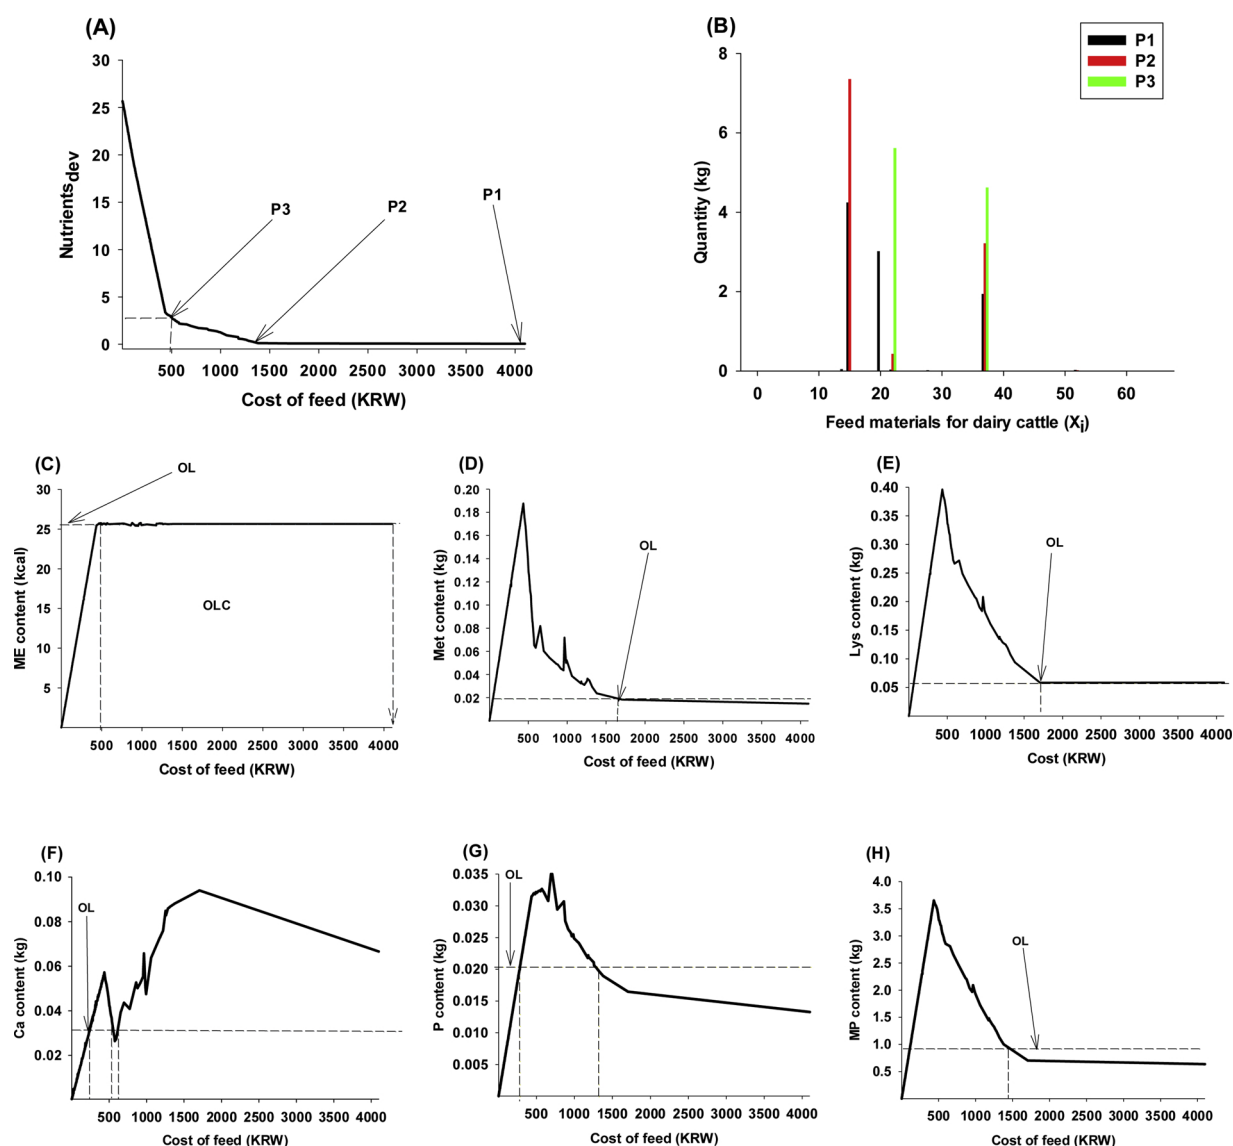 (A)
30
25
20
15
10
5
0
Nutrients_dev
P3
P2
P1
500 1000 1500 2000 2500 3000 3500 4000
Cost of feed (KRW)
(B)
P1
P2
P3
8
6
4
2
0
Quantity (kg)
0 10 20 30 40 50 60
Feed materials for dairy cattle (X_i)
(C)
OL
30
25
20
15
10
5
ME content (kcal)
OLC
500 1000 1500 2000 2500 3000 3500 4000
Cost of feed (KRW)
(D)
0.20
0.18
0.16
0.14
0.12
0.10
0.08
0.06
0.04
0.02
0.00
Met content (kg)
OL
500 1000 1500 2000 2500 3000 3500 4000
Cost of feed (KRW)
(E)
0.40
0.35
0.30
0.25
0.20
0.15
0.10
0.05
Lys content (kg)
OL
500 1000 1500 2000 2500 3000 3500 4000
Cost (KRW)
(F)
0.10
0.08
0.06
0.04
0.02
Ca content (kg)
OL
500 1000 1500 2000 2500 3000 3500 4000
Cost of feed (KRW)
(G)
0.035
0.030
0.025
0.020
0.015
0.010
0.005
P content (kg)
OL
500 1000 1500 2000 2500 3000 3500 4000
Cost of feed (KRW)
(H)
4.0
3.5
3.0
2.5
2.0
1.5
1.0
0.5
MP content (kg)
OL
500 1000 1500 2000 2500 3000 3500 4000
Cost of feed (KRW)